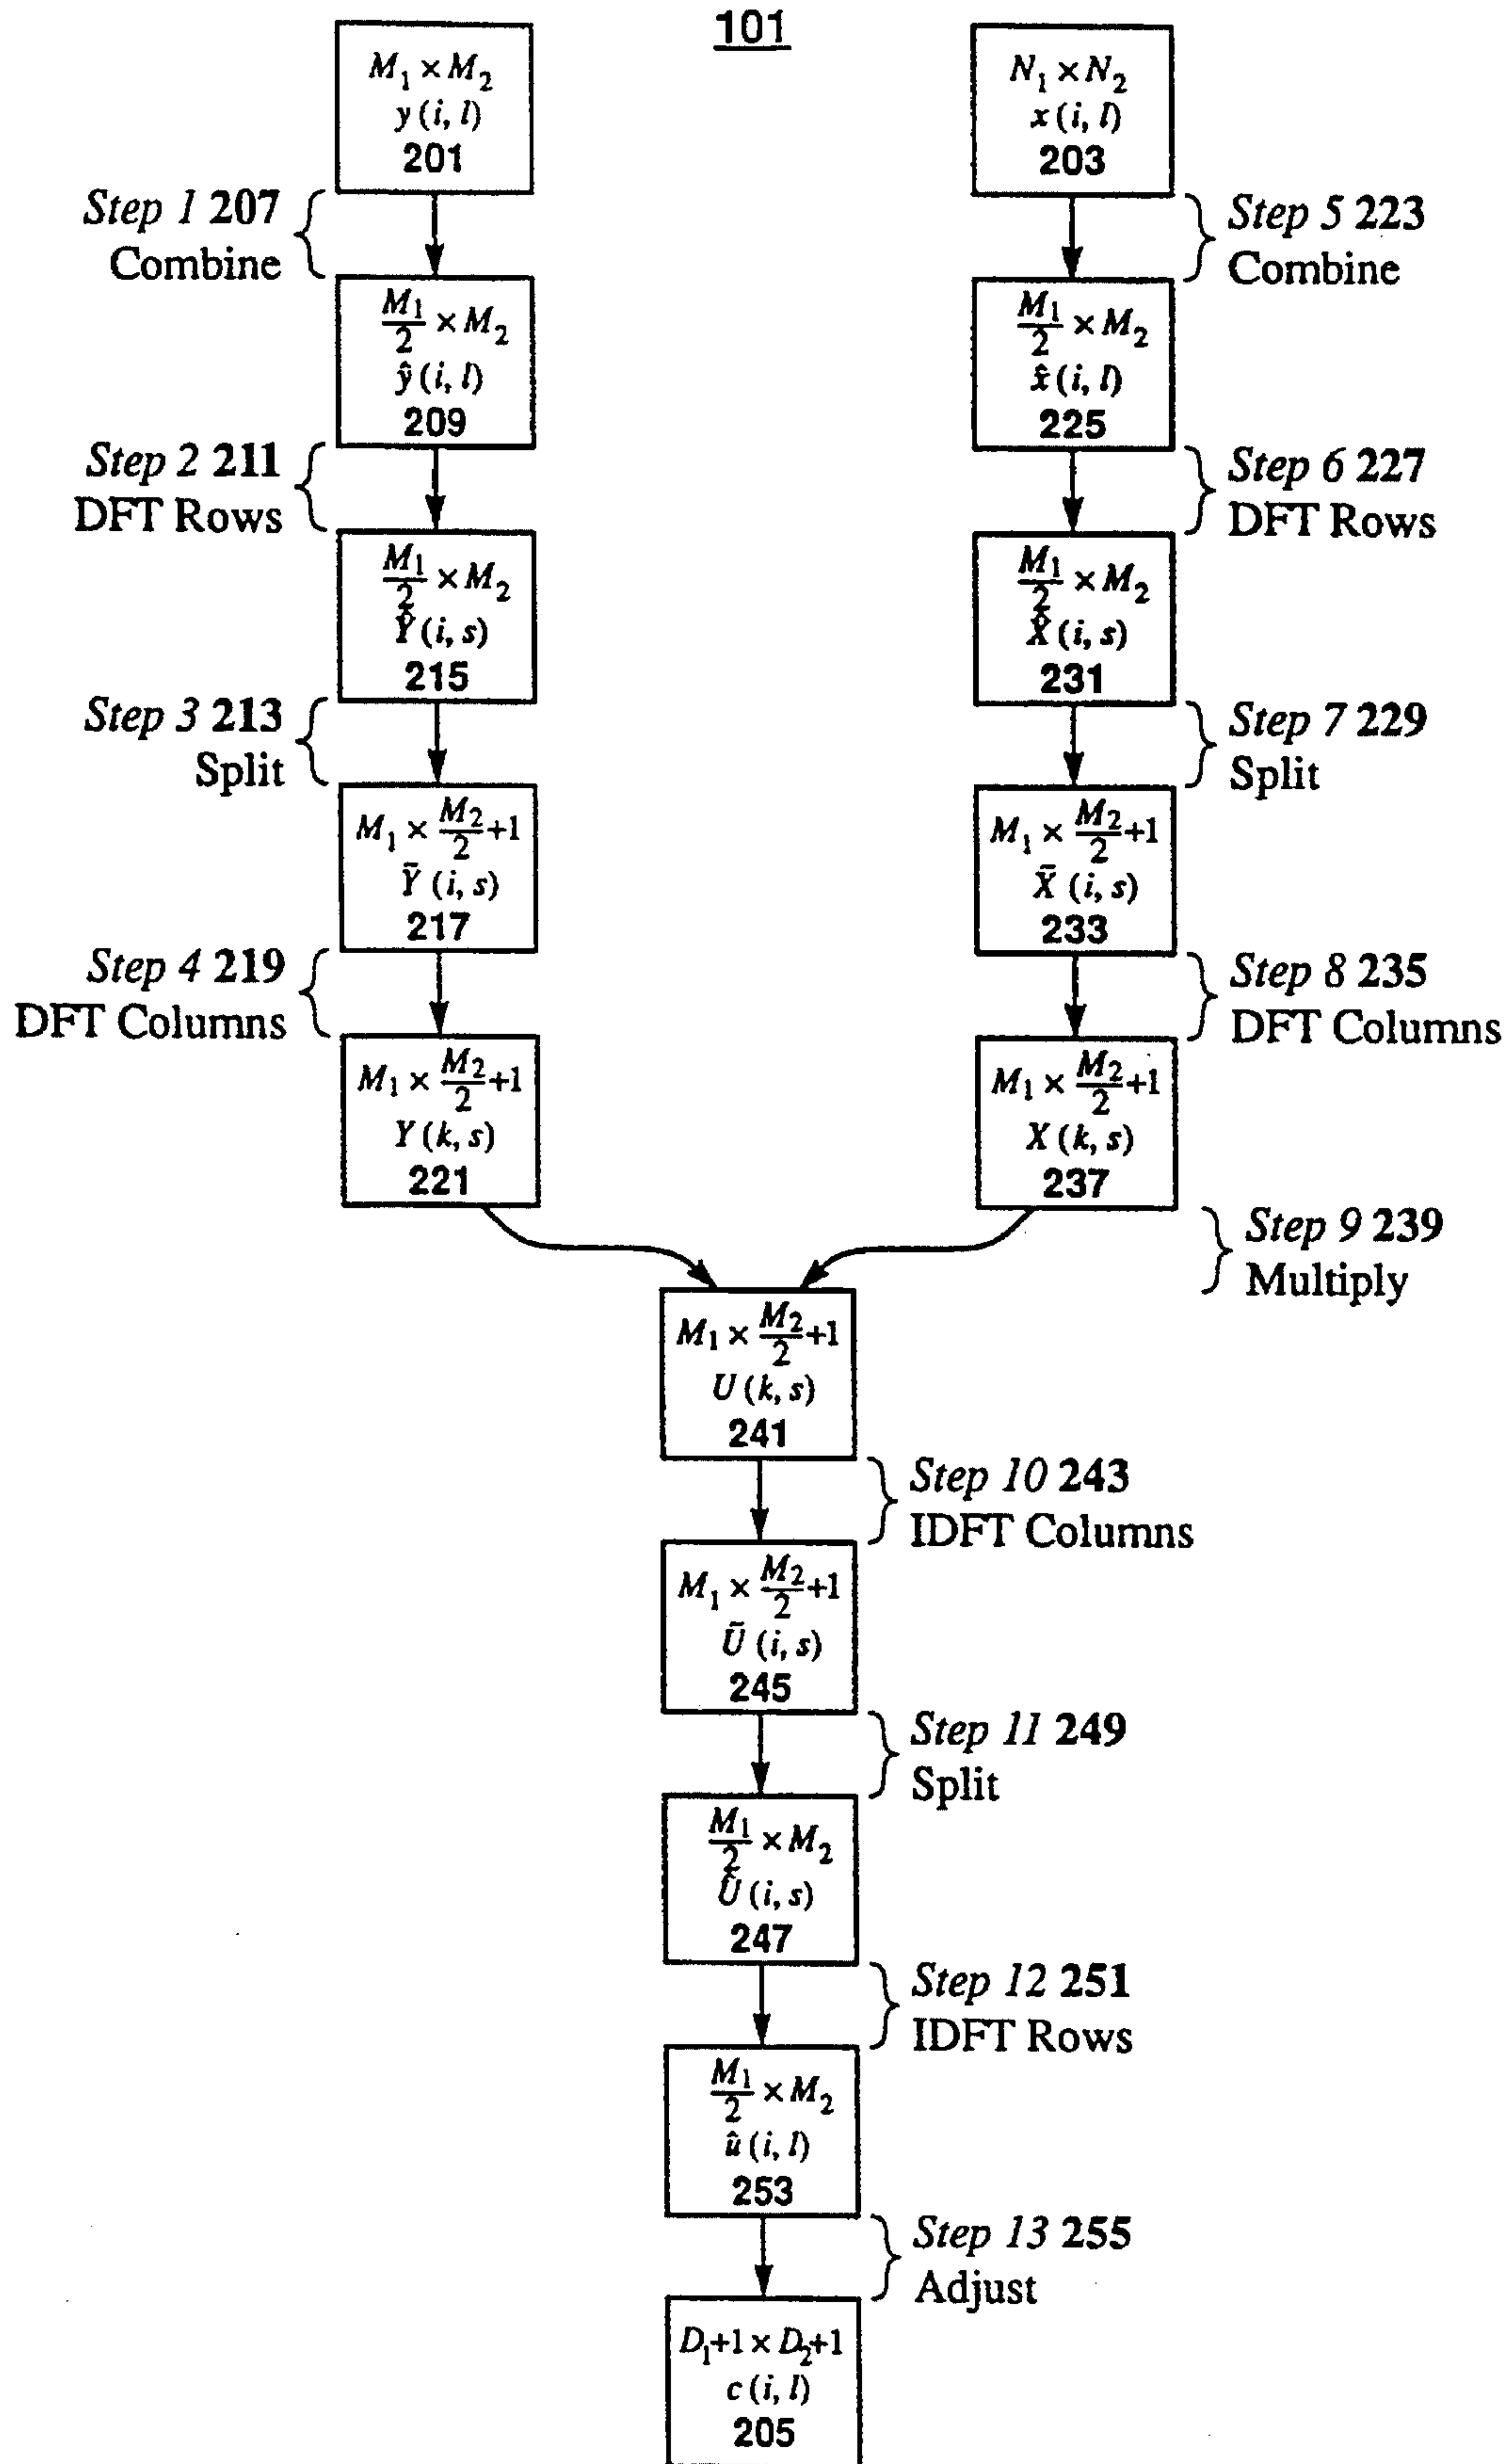 101
M₁ × M₂
y (i, l)
201
Step 1 207
Combine
M₁/2 × M₂
ŷ (i, l)
209
Step 2 211
DFT Rows
M₁/2 × M₂
Ŷ (i, s)
215
Step 3 213
Split
M₁ × M₂/2 +1
Ȳ (i, s)
217
Step 4 219
DFT Columns
M₁ × M₂/2 +1
Y (k, s)
221
N₁ × N₂
x (i, l)
203
Step 5 223
Combine
M₁/2 × M₂
x̂ (i, l)
225
Step 6 227
DFT Rows
M₁/2 × M₂
X̂ (i, s)
231
Step 7 229
Split
M₁ × M₂/2 +1
X̄ (i, s)
233
Step 8 235
DFT Columns
M₁ × M₂/2 +1
X (k, s)
237
Step 9 239
Multiply
M₁ × M₂/2 +1
U (k, s)
241
Step 10 243
IDFT Columns
M₁ × M₂/2 +1
Ū (i, s)
245
Step 11 249
Split
M₁/2 × M₂
Û (i, s)
247
Step 12 251
IDFT Rows
M₁/2 × M₂
û (i, l)
253
Step 13 255
Adjust
D₁+1 × D₂+1
c (i, l)
205